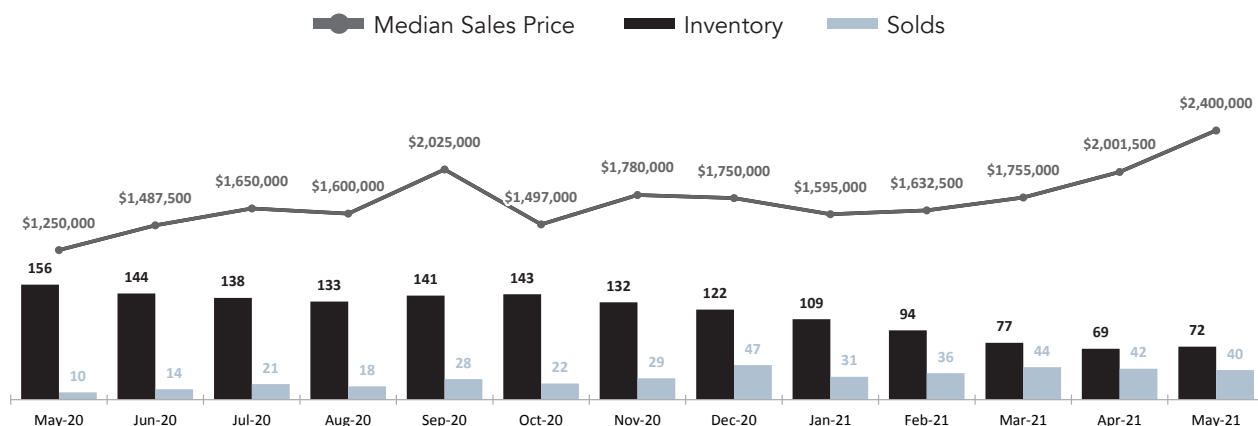 Median Sales Price Inventory Solds
$2,400,000
$2,025,000 $2,001,500
$1,780,000 $1,750,000 $1,755,000
$1,650,000 $1,600,000 $1,595,000 $1,632,500
$1,487,500 $1,497,000
$1,250,000
156 144 138 133 141 143 132 122 109 94 77 69 72
10 14 21 18 28 22 29 47 31 36 44 42 40
May-20 Jun-20 Jul-20 Aug-20 Sep-20 Oct-20 Nov-20 Dec-20 Jan-21 Feb-21 Mar-21 Apr-21 May-21